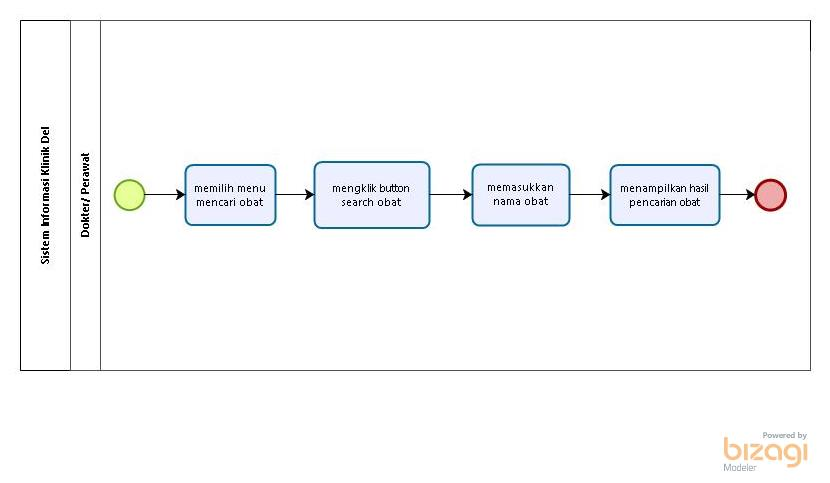 Sistem Informasi Klinik Del
Dokter/ Perawat
memilih menu
mencari obat
mengklik button
search obat
memasukkan
nama obat
menampilkan hasil
pencarian obat
Powered by
bizagi
Modeler